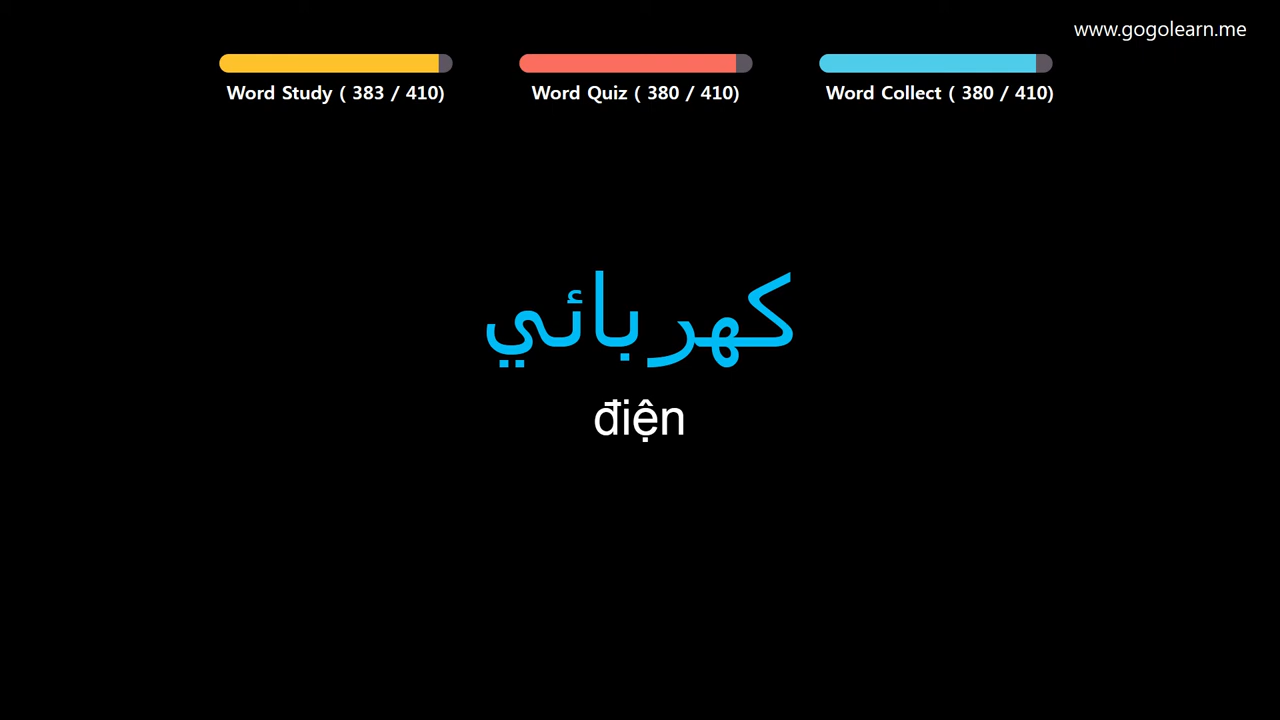 www.gogolearn.me
Word Study ( 383 / 410)
Word Quiz ( 380 / 410)
Word Collect ( 380 / 410)
كهربائي
điện